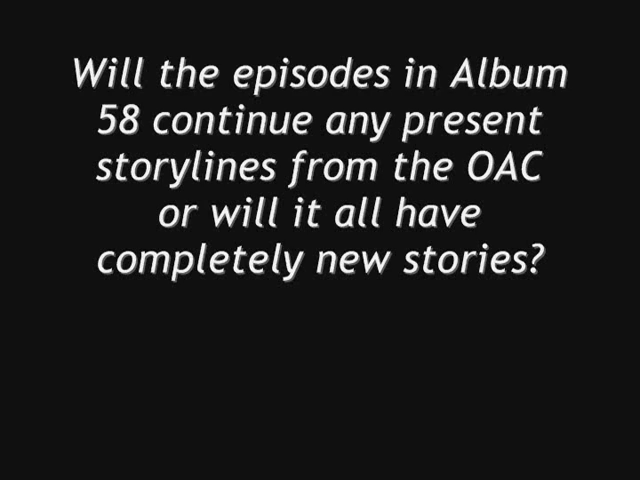 Will the episodes in Album
58 continue any present
storylines from the OAC
or will it all have
completely new stories?